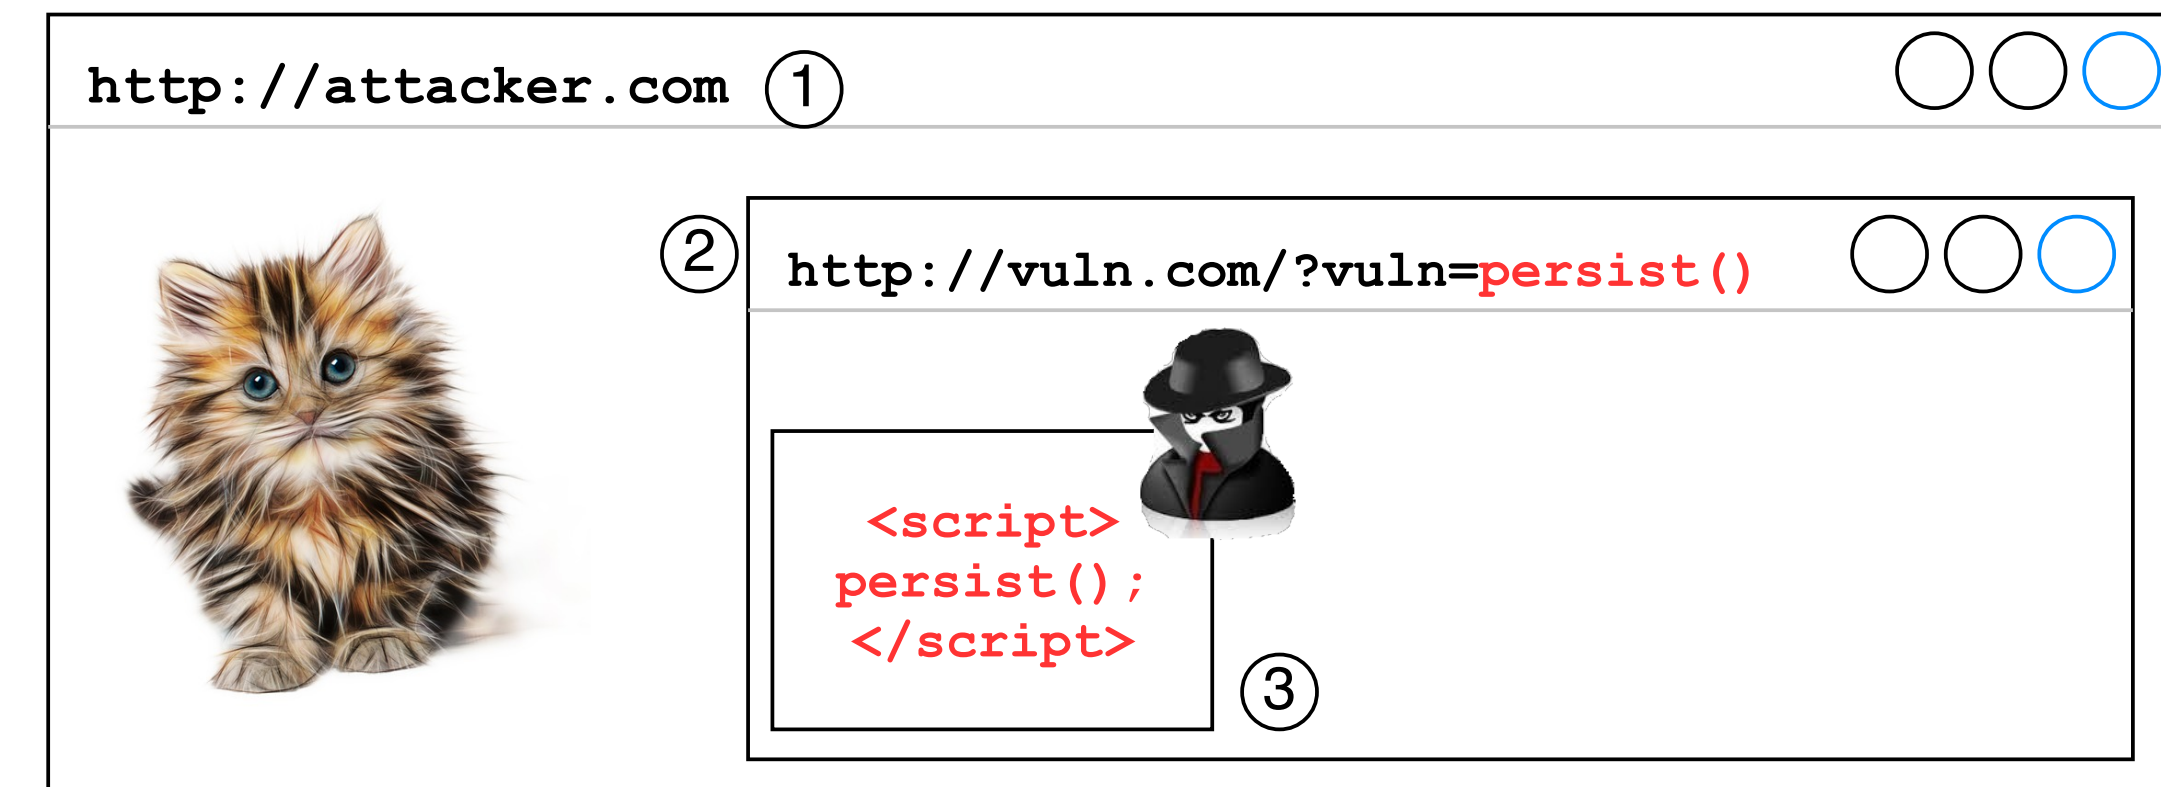 http://attacker.com 1
2
http://vuln.com/?vuln=persist()
<script>
persist();
</script>
3